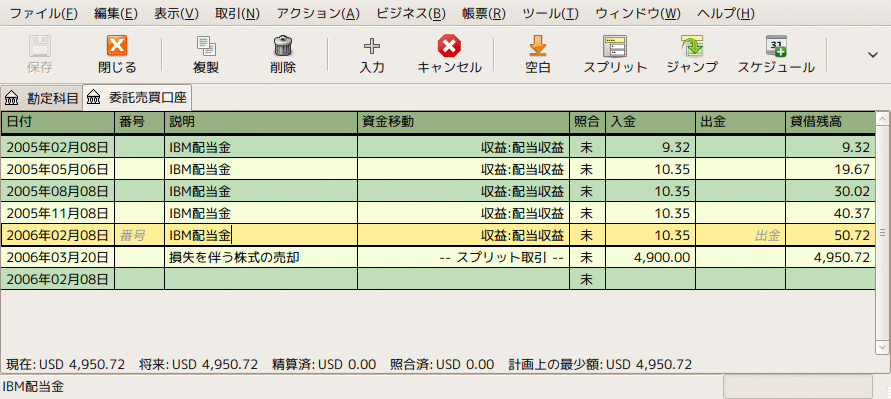 ファイル(F) 編集(E) 表示(V) 取引(N) アクション(A) ビジネス(B) 帳票(R) ツール(T) ウィンドウ(W) ヘルプ(H)
保存 閉じる 複製 削除 入力 キャンセル 空白 スプリット ジャンプ スケジュール
勘定科目 委託売買口座
日付 番号 説明 資金移動 照合 入金 出金 貸借残高
2005年02月08日 IBM配当金 収益:配当収益 未 9.32 9.32
2005年05月06日 IBM配当金 収益:配当収益 未 10.35 19.67
2005年08月08日 IBM配当金 収益:配当収益 未 10.35 30.02
2005年11月08日 IBM配当金 収益:配当収益 未 10.35 40.37
2006年02月08日 番号 IBM配当金 収益:配当収益 未 10.35 出金 50.72
2006年03月20日 損失を伴う株式の売却 -- スプリット取引 -- 未 4,900.00 4,950.72
2006年02月08日 未
現在: USD 4,950.72 将来: USD 4,950.72 精算済: USD 0.00 照合済: USD 0.00 計画上の最少額: USD 4,950.72
IBM配当金